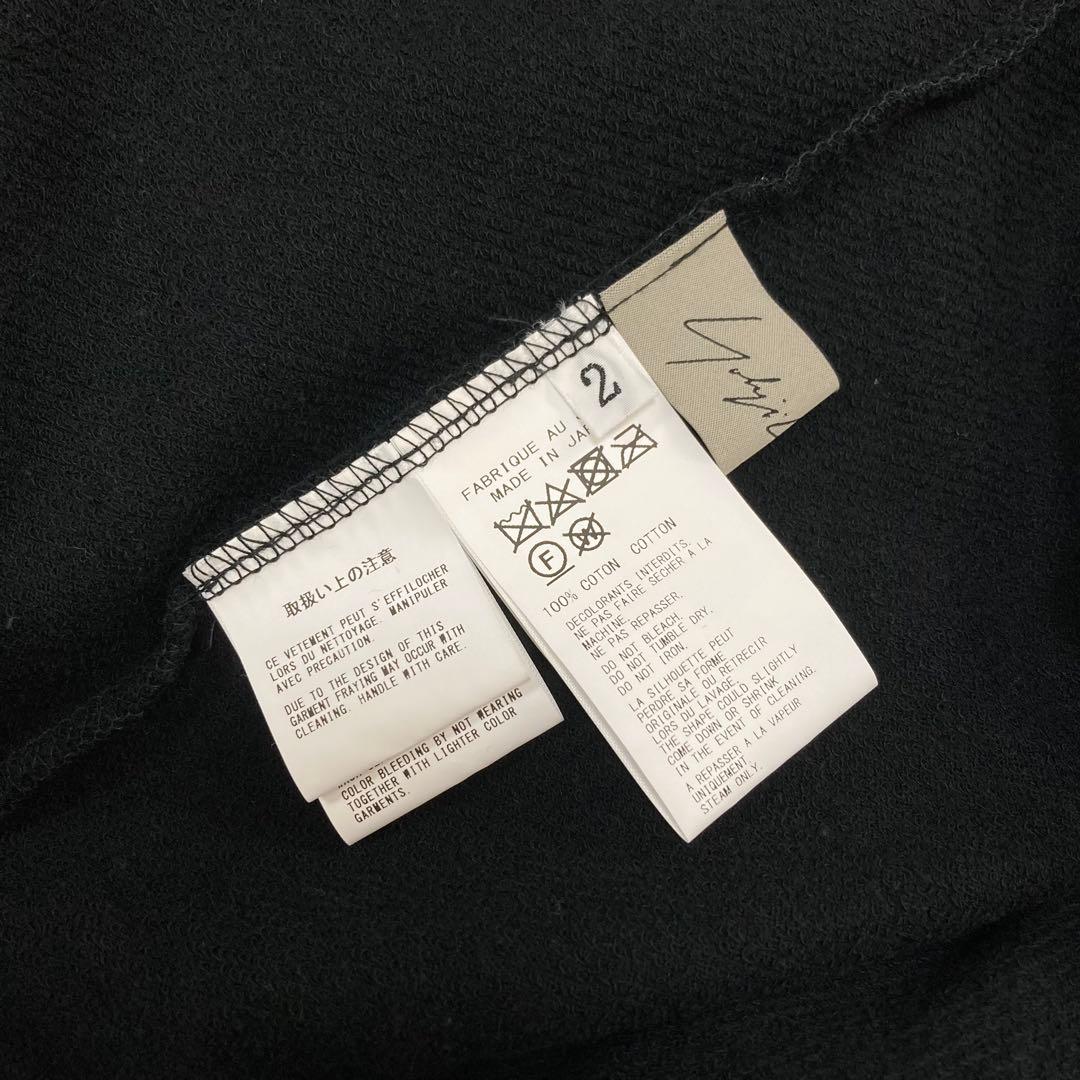 取扱い上の注意
CE VETEMENT PEUT S'EFFILOCHER
LORS DU NETTOYAGE. MANIPULER
AVEC PRECAUTION.
DUE TO THE DESIGN OF THIS
GARMENT FRAYING MAY OCCUR WITH
CLEANING. HANDLE WITH CARE.
COLOR BLEEDING BY NOT WEARING
TOGETHER WITH LIGHTER COLOR
GARMENTS.
2
FABRIQUE AU
MADE IN
F
W
100% COTON COTTON
DECOLORANTS INTERDITS.
NE PAS FAIRE SECHER A LA
MACHINE.
NE PAS REPASSER.
DO NOT BLEACH.
DO NOT TUMBLE DRY.
DO NOT IRON.
LA SILHOUETTE PEUT
PERDRE SA FORME
ORIGINALE OU RETRECIR
LORS DU LAVAGE.
THE SHAPE COULD SLIGHTLY
COME DOWN OR SHRINK
IN THE EVENT OF CLEANING.
A REPASSER A LA VAPEUR
UNIQUEMENT.
STEAM ONLY.
Yohji